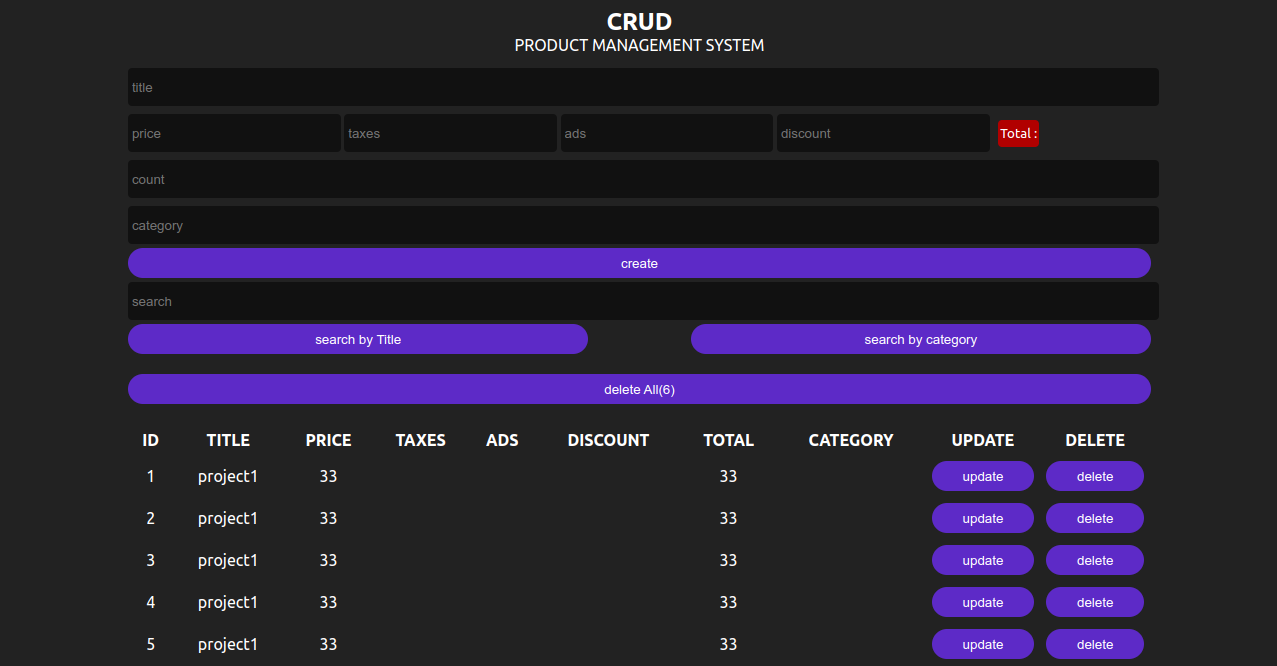 CRUD
PRODUCT MANAGEMENT SYSTEM
title
price taxes ads discount Total :
count
category
create
search
search by Title search by category
delete All(6)
ID TITLE PRICE TAXES ADS DISCOUNT TOTAL CATEGORY UPDATE DELETE
1 project1 33 33 update delete
2 project1 33 33 update delete
3 project1 33 33 update delete
4 project1 33 33 update delete
5 project1 33 33 update delete